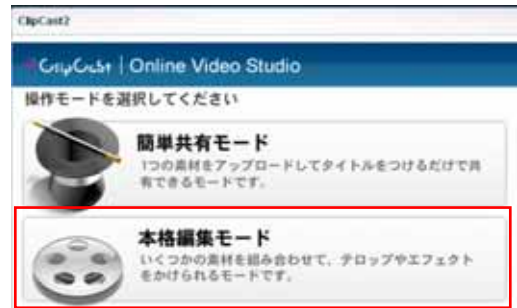 ClipCast2
ClipCast | Online Video Studio
操作モードを選択してください
簡単共有モード
1つの素材をアップロードしてタイトルをつけるだけで共
有できるモードです。
本格編集モード
いくつかの素材を組み合わせて、テロップやエフェクト
をかけられるモードです。